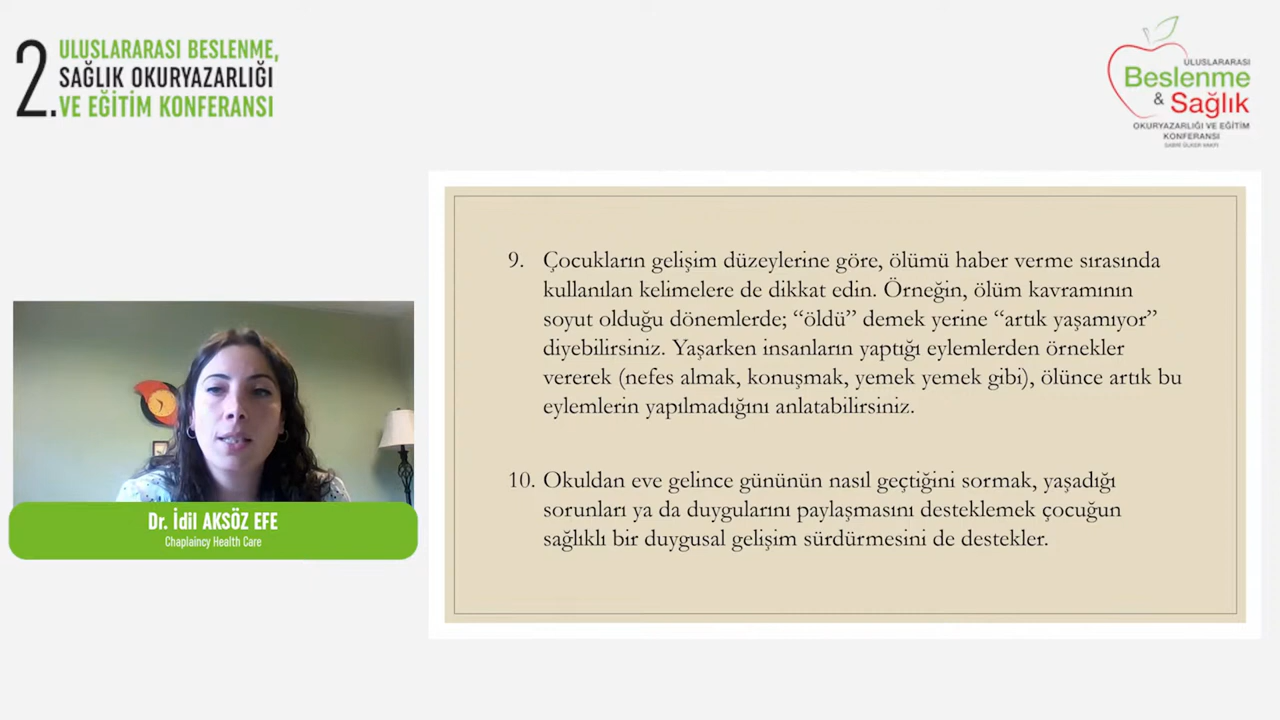 2.
ULUSLARARASI BESLENME,
SAĞLIK OKURYAZARLIĞI
VE EĞİTİM KONFERANSI
ULUSLARARASI
Beslenme
& Sağlık
OKURYAZARLIĞI VE EĞİTİM
KONFERANSI
SABRİ ÜLKER VAKFI
9. Çocukların gelişim düzeylerine göre, ölümü haber verme sırasında
kullanılan kelimelere de dikkat edin. Örneğin, ölüm kavramının
soyut olduğu dönemlerde; “öldü” demek yerine “artık yaşamıyor”
diyebilirsiniz. Yaşarken insanların yaptığı eylemlerden örnekler
vererek (nefes almak, konuşmak, yemek yemek gibi), ölünce artık bu
eylemlerin yapılmadığını anlatabilirsiniz.
10. Okuldan eve gelince gününün nasıl geçtiğini sormak, yaşadığı
sorunları ya da duygularını paylaşmasını desteklemek çocuğun
sağlıklı bir duygusal gelişim sürdürmesini de destekler.
Dr. İdil AKSÖZ EFE
Chaplaincy Health Care